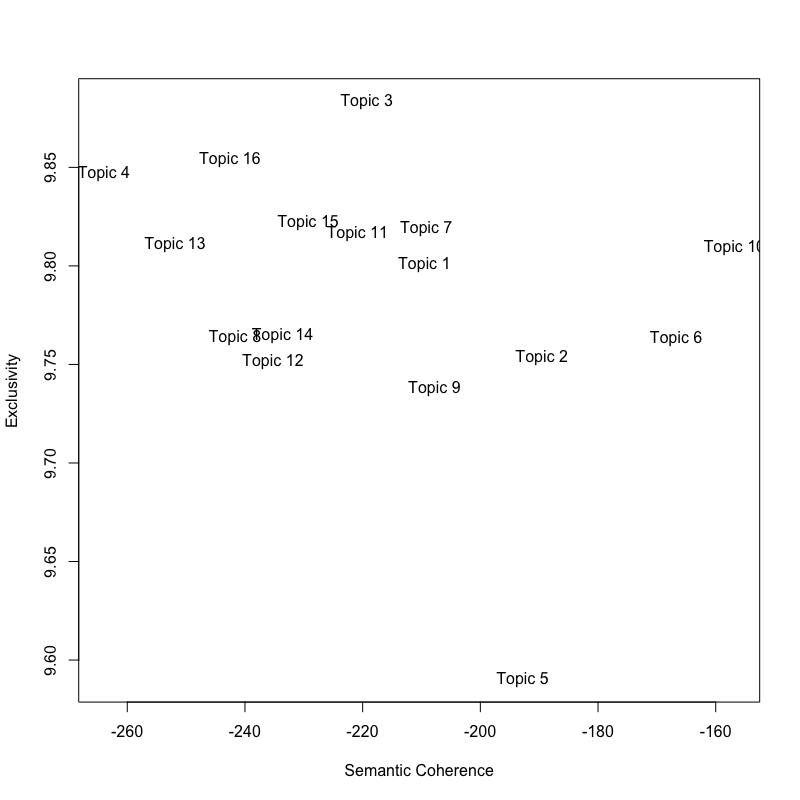 Topic 3
Topic 16
Topic 4
Topic 15
Topic 7
Topic 11
Topic 13
Topic 10
Topic 1
Topic 14
Topic 8
Topic 6
Topic 2
Topic 12
Topic 9
Topic 5
9.85
9.80
9.75
9.70
9.65
9.60
Exclusivity
-260 -240 -220 -200 -180 -160
Semantic Coherence